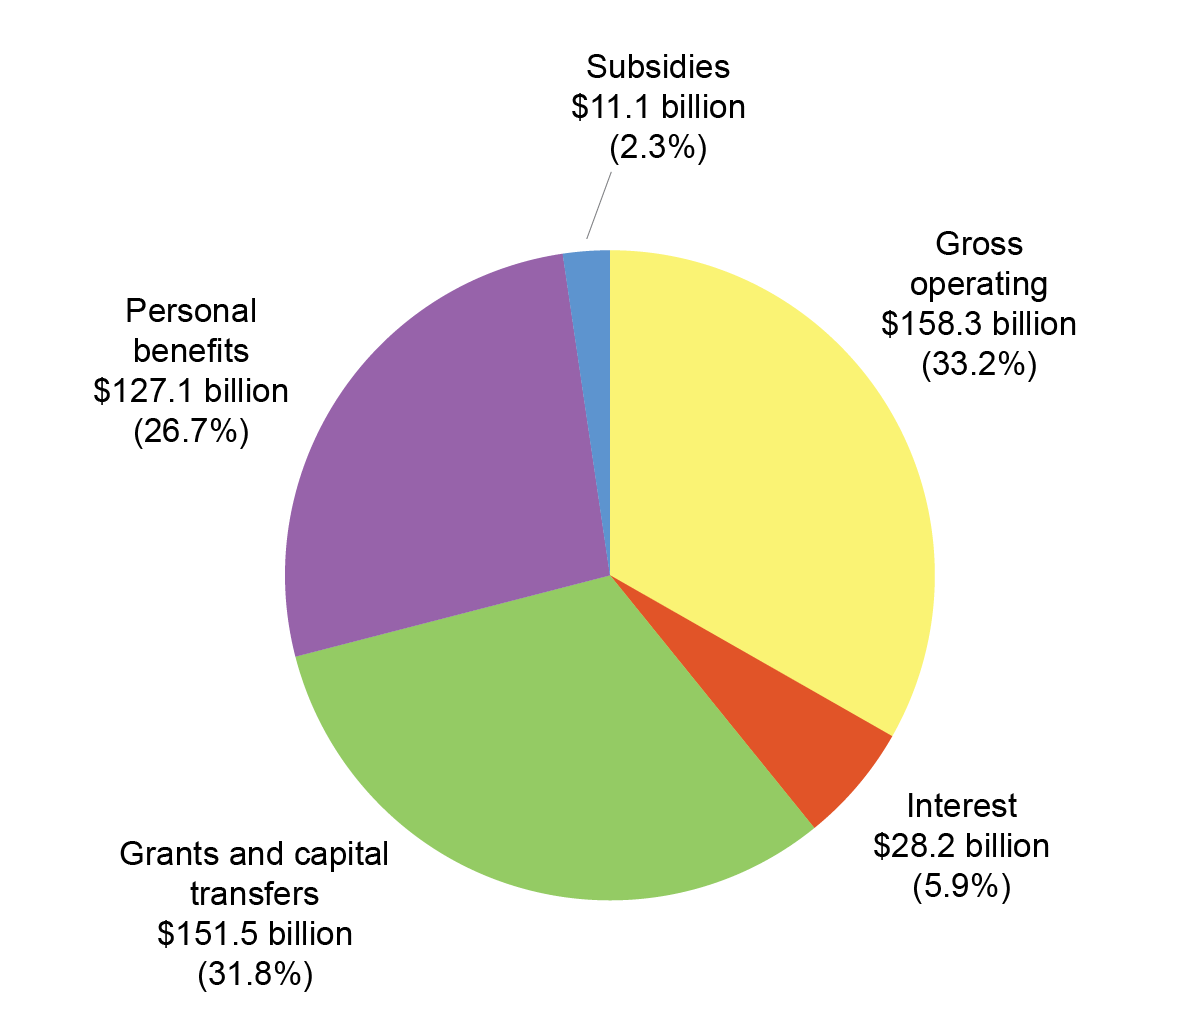 Subsidies
$11.1 billion
(2.3%)
Gross
operating
$158.3 billion
(33.2%)
Personal
benefits
$127.1 billion
(26.7%)
Interest
$28.2 billion
(5.9%)
Grants and capital
transfers
$151.5 billion
(31.8%)